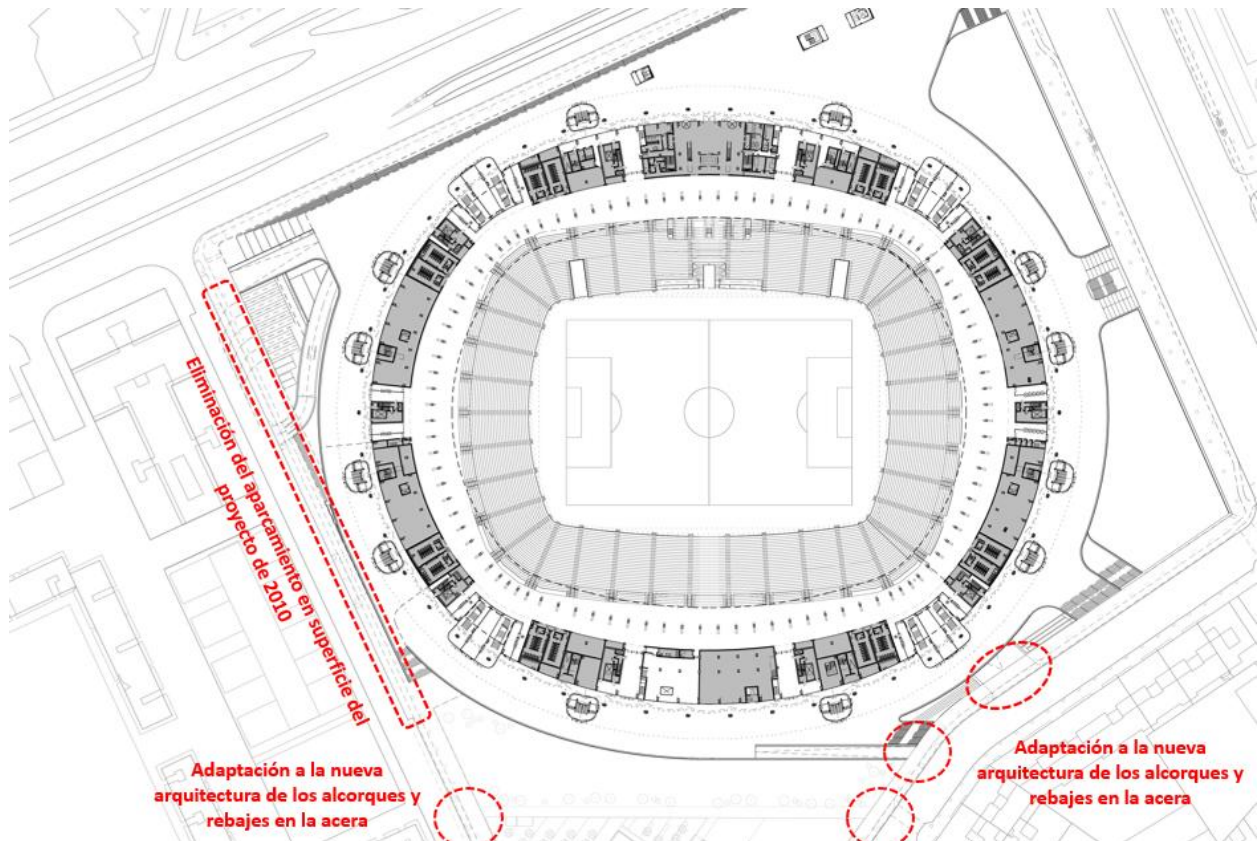 Eliminación del aparcamiento en superficie del
proyecto de 2010
Adaptación a la nueva
arquitectura de los alcorques y
rebajes en la acera
Adaptación a la nueva
arquitectura de los alcorques y
rebajes en la acera